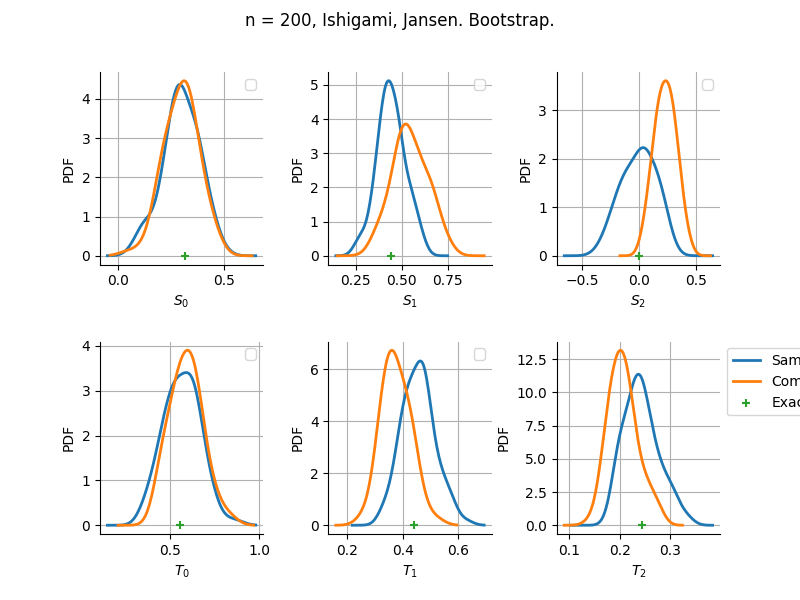 n = 200, Ishigami, Jansen. Bootstrap.
PDF
4
3
2
1
0
0.0 0.5
S₀
PDF
5
4
3
2
1
0
0.25 0.50 0.75
S₁
PDF
3
2
1
0
−0.5 0.0 0.5
S₂
PDF
4
3
2
1
0
0.5 1.0
T₀
PDF
6
4
2
0
0.2 0.4 0.6
T₁
PDF
12.5
10.0
7.5
5.0
2.5
0.0
0.1 0.2 0.3
T₂
Sam
Com
Exac